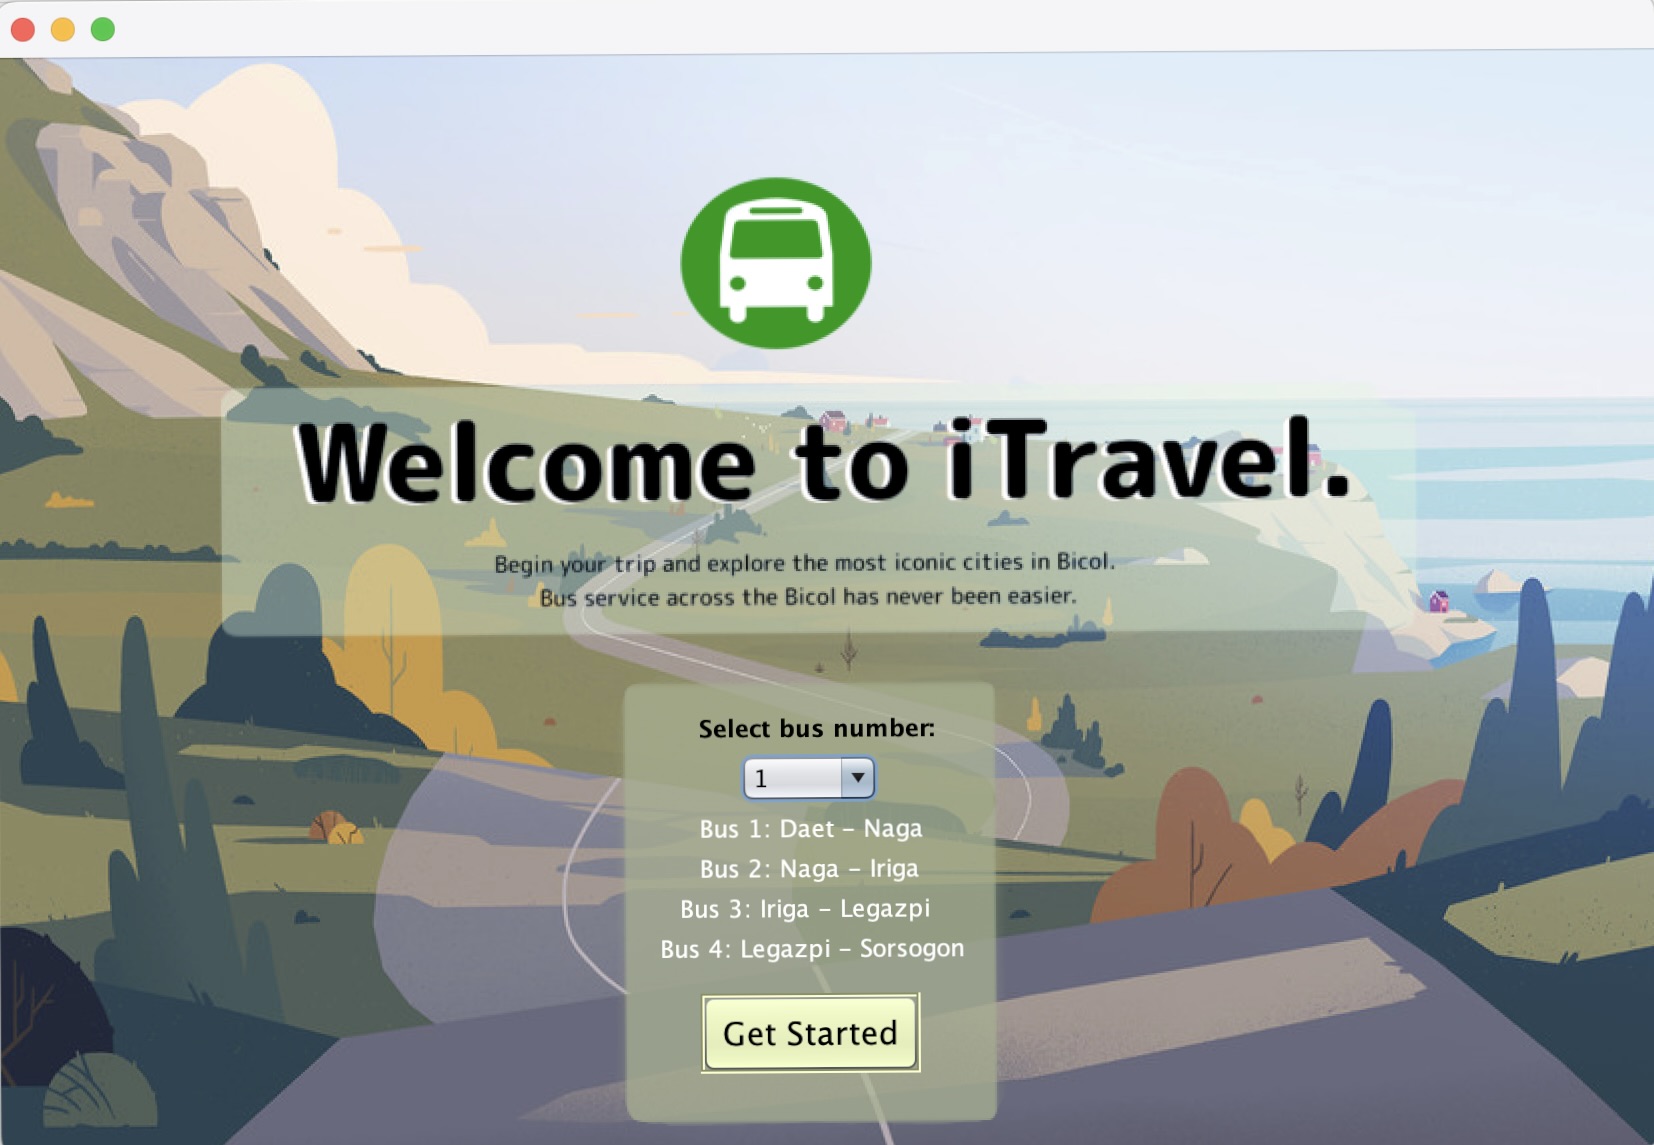 Welcome to iTravel.
Begin your trip and explore the most iconic cities in Bicol.
Bus service across the Bicol has never been easier.
Select bus number:
1
Bus 1: Daet - Naga
Bus 2: Naga - Iriga
Bus 3: Iriga - Legazpi
Bus 4: Legazpi - Sorsogon
Get Started